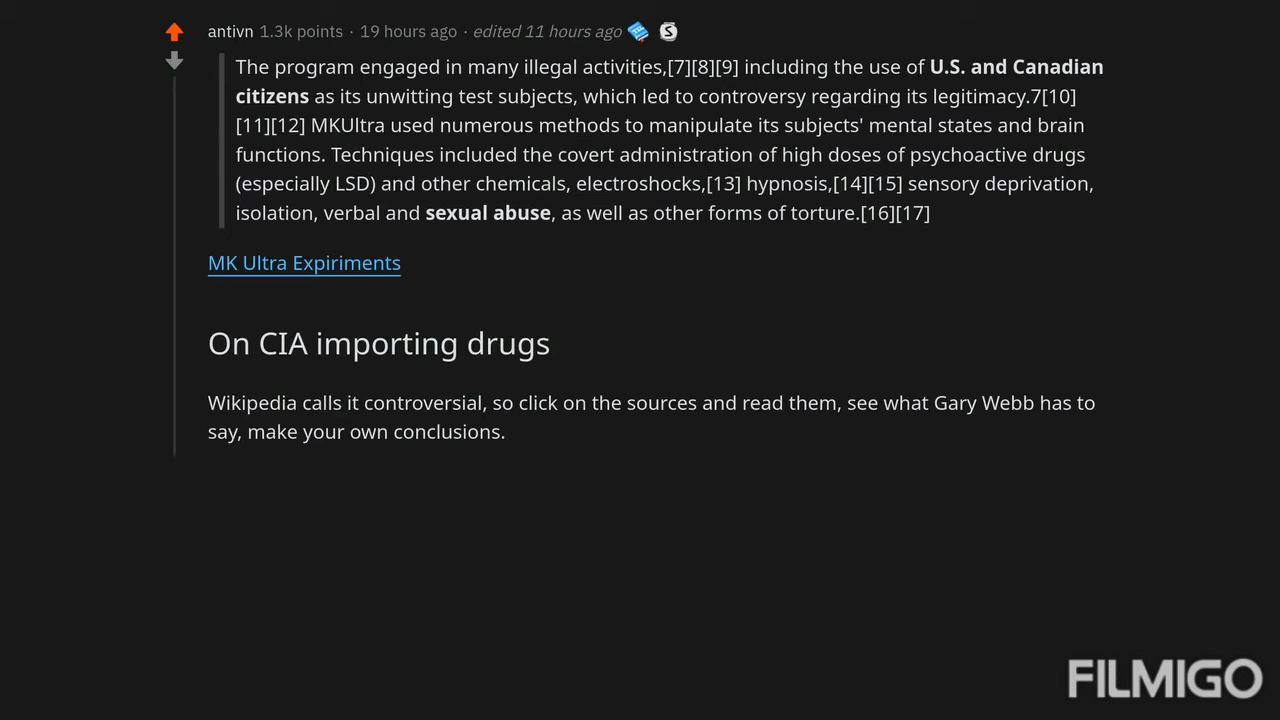 antivn 1.3k points · 19 hours ago · edited 11 hours ago
The program engaged in many illegal activities,[7][8][9] including the use of U.S. and Canadian
citizens as its unwitting test subjects, which led to controversy regarding its legitimacy.7[10]
[11][12] MKUltra used numerous methods to manipulate its subjects' mental states and brain
functions. Techniques included the covert administration of high doses of psychoactive drugs
(especially LSD) and other chemicals, electroshocks,[13] hypnosis,[14][15] sensory deprivation,
isolation, verbal and sexual abuse, as well as other forms of torture.[16][17]
MK Ultra Expiriments
On CIA importing drugs
Wikipedia calls it controversial, so click on the sources and read them, see what Gary Webb has to
say, make your own conclusions.
FILMIGO